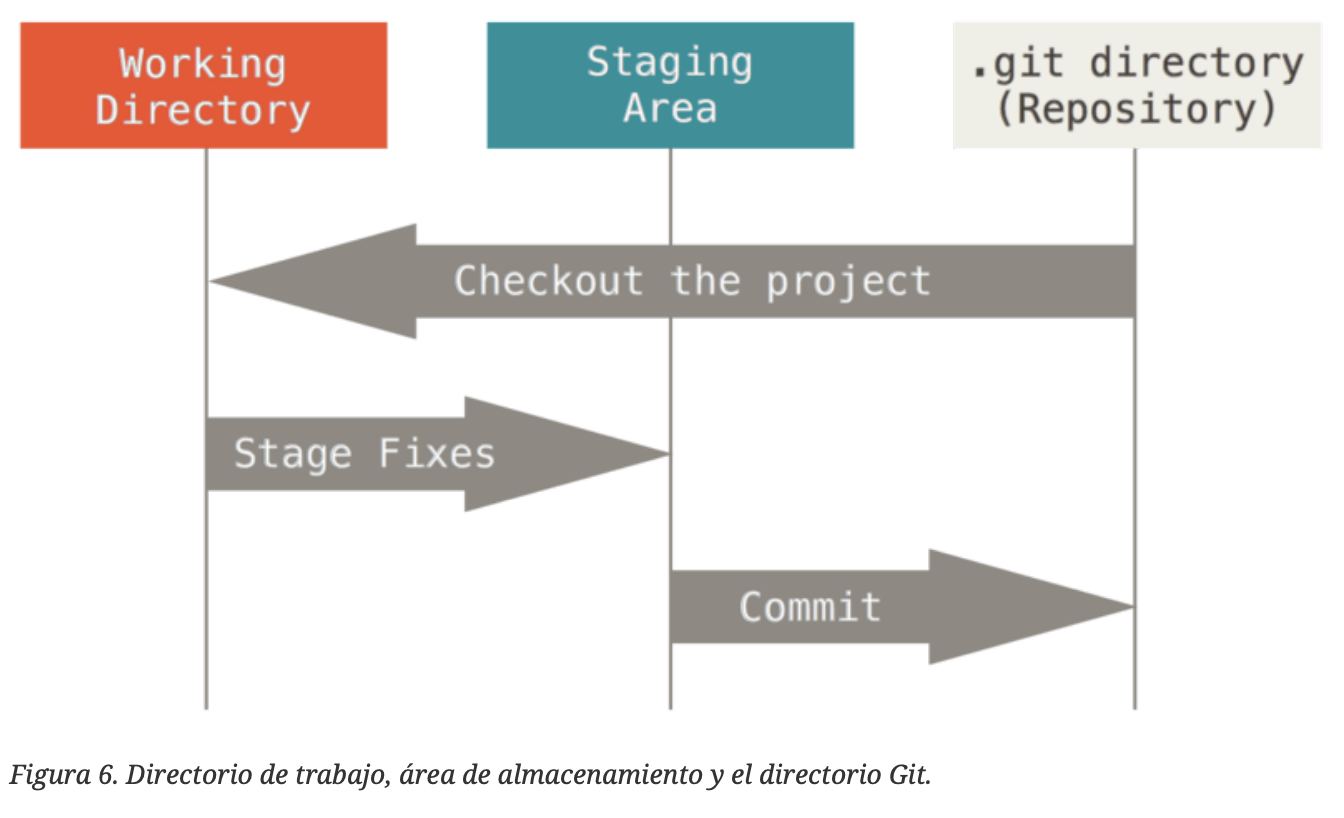 Working
Directory
Staging
Area
.git directory
(Repository)
Checkout the project
Stage Fixes
Commit
Figura 6. Directorio de trabajo, área de almacenamiento y el directorio Git.